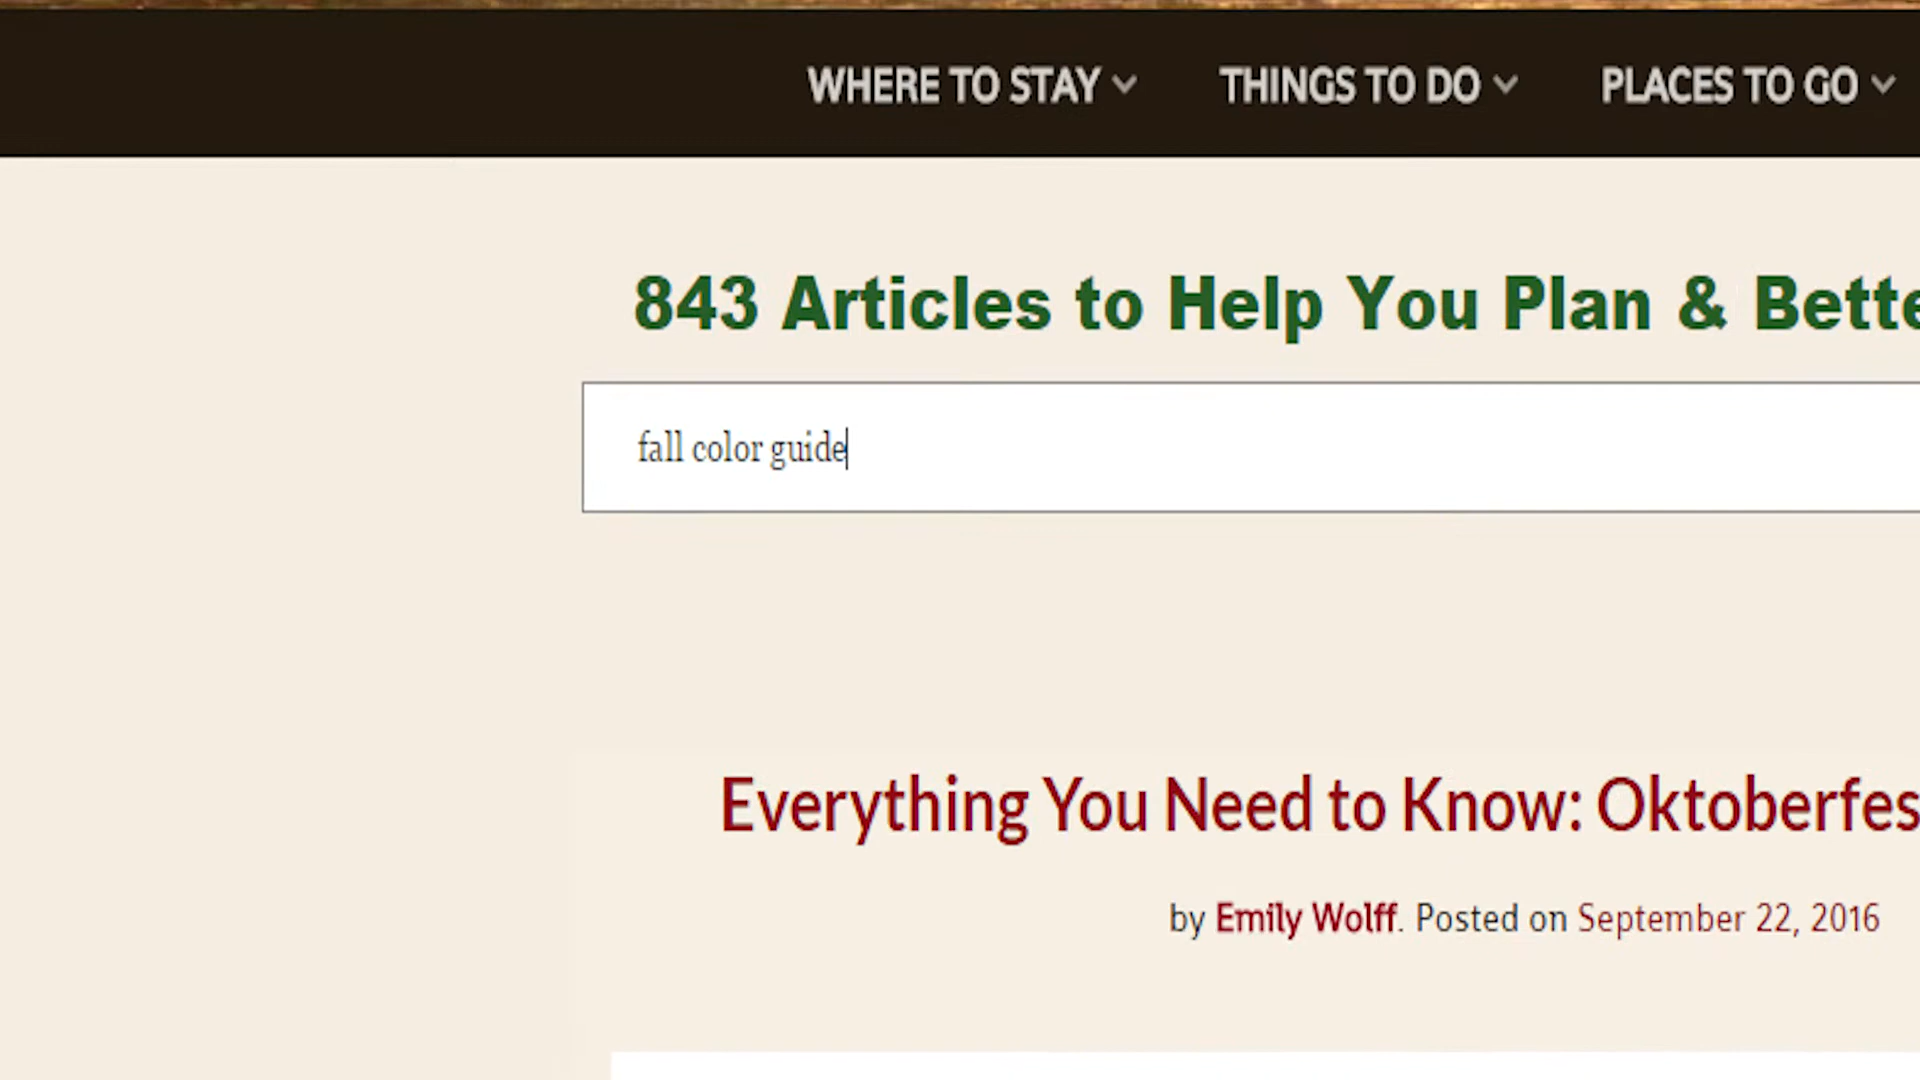 WHERE TO STAY THINGS TO DO PLACES TO GO
843 Articles to Help You Plan & Bette
fall color guide
Everything You Need to Know: Oktoberfes
by Emily Wolff. Posted on September 22, 2016